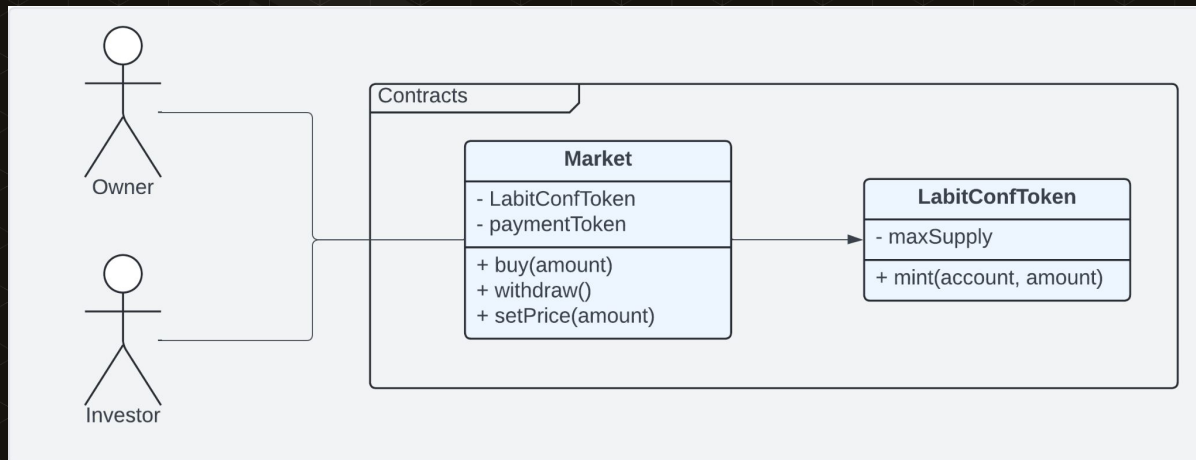 Owner
Investor
Contracts
Market
- LabitConfToken
- paymentToken
+ buy(amount)
+ withdraw()
+ setPrice(amount)
LabitConfToken
- maxSupply
+ mint(account, amount)